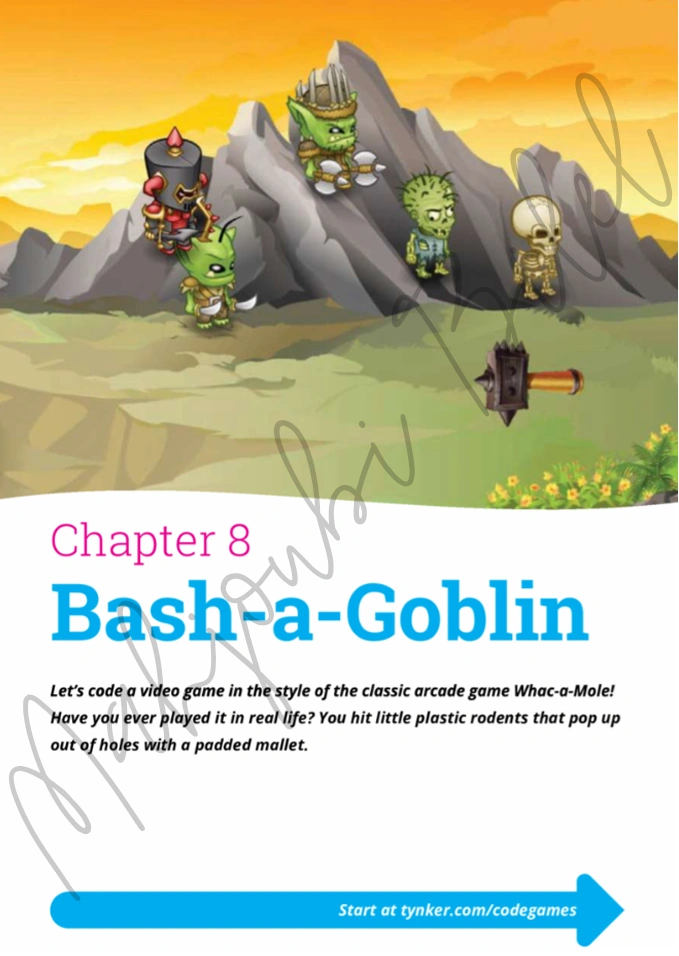 Chapter 8
Bash-a-Goblin
Let's code a video game in the style of the classic arcade game Whac-a-Mole!
Have you ever played it in real life? You hit little plastic rodents that pop up
out of holes with a padded mallet.
Start at tynker.com/codegames